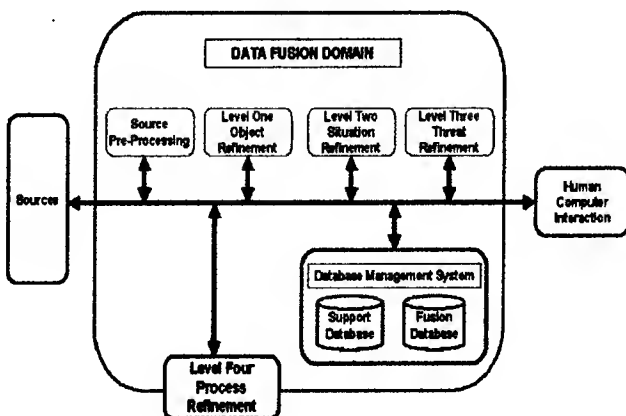 DATA FUSION DOMAIN
Source
Pre-Processing
Level One
Object
Refinement
Level Two
Situation
Refinement
Level Three
Threat
Refinement
Sources
Human
Computer
Interaction
Database Management System
Support
Database
Fusion
Database
Level Four
Process
Refinement